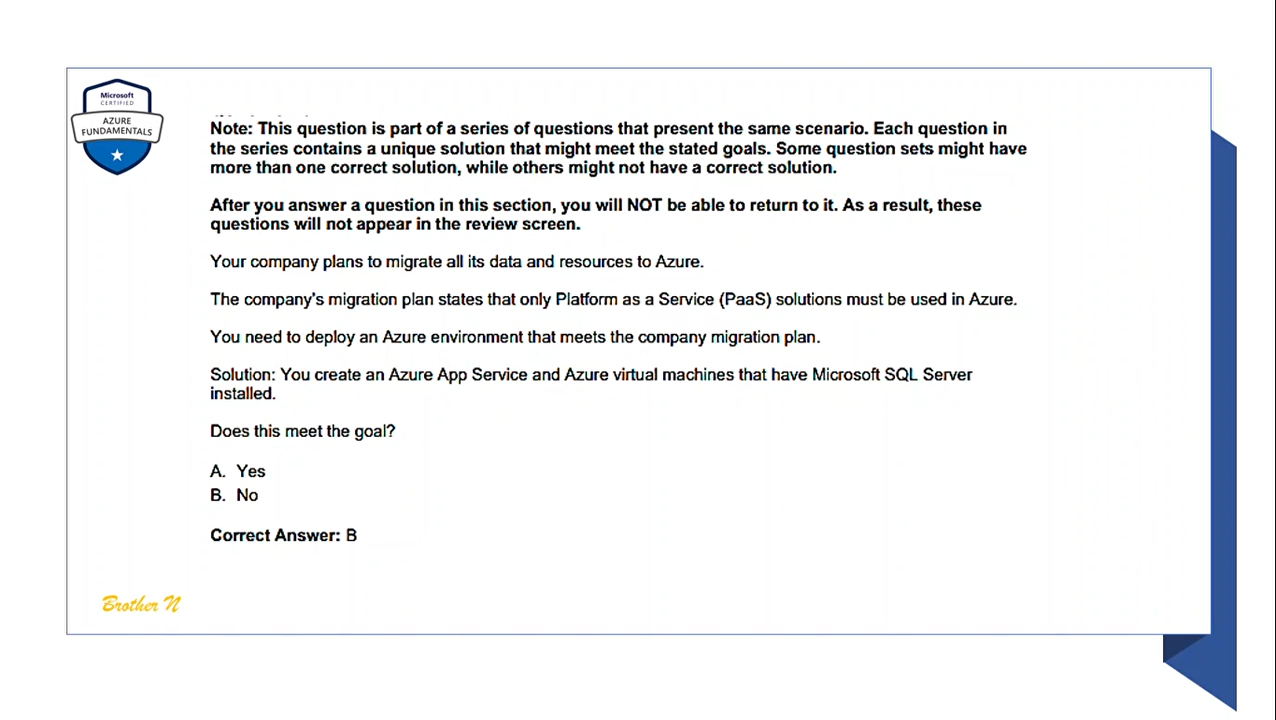 Microsoft
CERTIFIED
AZURE
FUNDAMENTALS
Note: This question is part of a series of questions that present the same scenario. Each question in
the series contains a unique solution that might meet the stated goals. Some question sets might have
more than one correct solution, while others might not have a correct solution.
After you answer a question in this section, you will NOT be able to return to it. As a result, these
questions will not appear in the review screen.
Your company plans to migrate all its data and resources to Azure.
The company's migration plan states that only Platform as a Service (PaaS) solutions must be used in Azure.
You need to deploy an Azure environment that meets the company migration plan.
Solution: You create an Azure App Service and Azure virtual machines that have Microsoft SQL Server
installed.
Does this meet the goal?
A. Yes
B. No
Correct Answer: B
Brother N